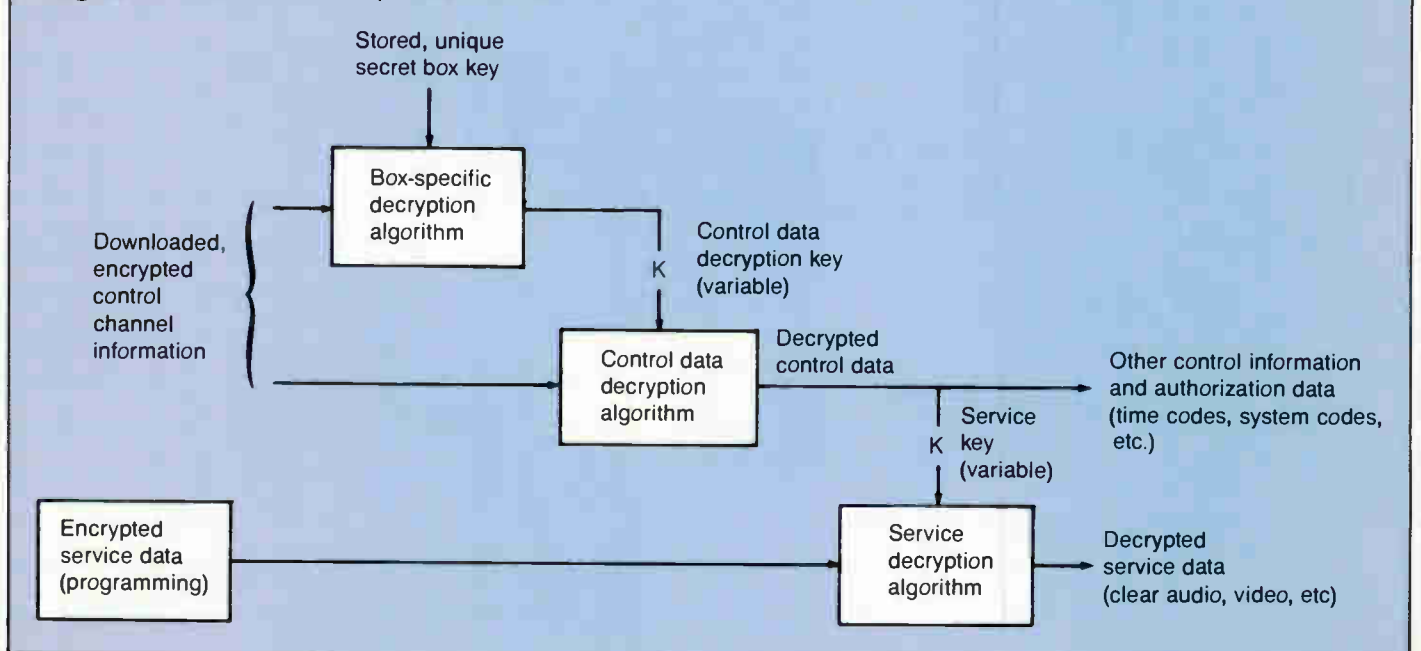 Stored, unique
secret box key
Box-specific
decryption
algorithm
Downloaded,
encrypted
control
channel
information
K
Control data
decryption key
(variable)
Control data
decryption
algorithm
Decrypted
control data
Other control information
and authorization data
(time codes, system codes,
etc.)
K
Service
key
(variable)
Encrypted
service data
(programming)
Service
decryption
algorithm
Decrypted
service data
(clear audio, video, etc)